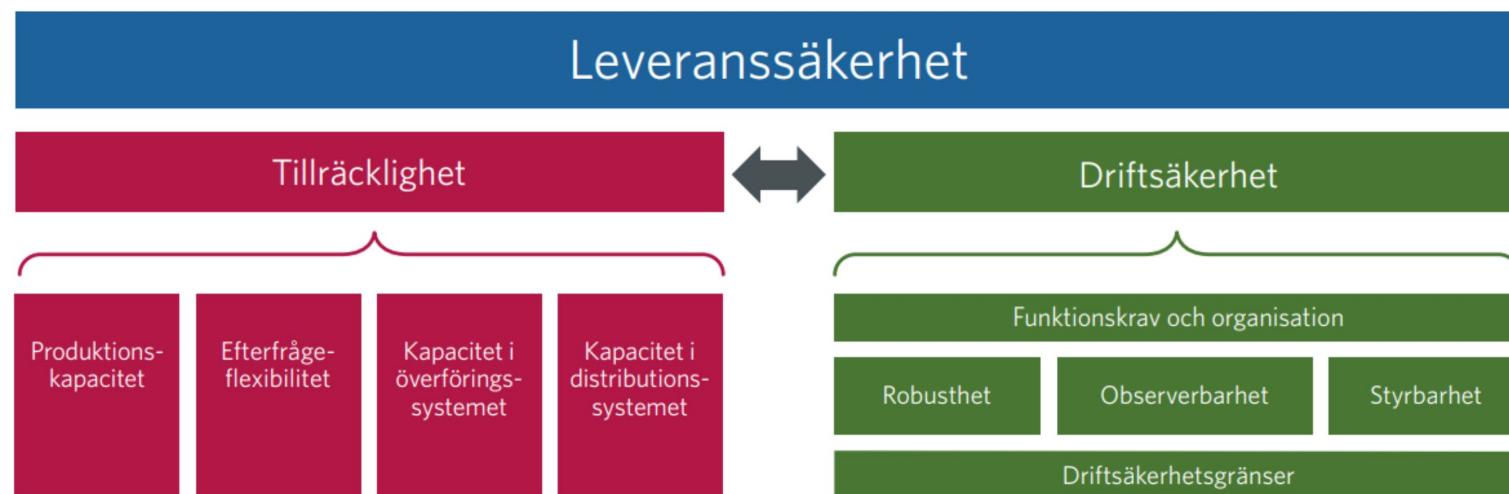 Leveranssäkerhet
Tillräcklighet
Driftsäkerhet
Produktions-
kapacitet
Efterfråge-
flexibilitet
Kapacitet i
överförings-
systemet
Kapacitet i
distributions-
systemet
Funktionskrav och organisation
Robusthet
Observerbarhet
Styrbarhet
Driftsäkerhetsgränser